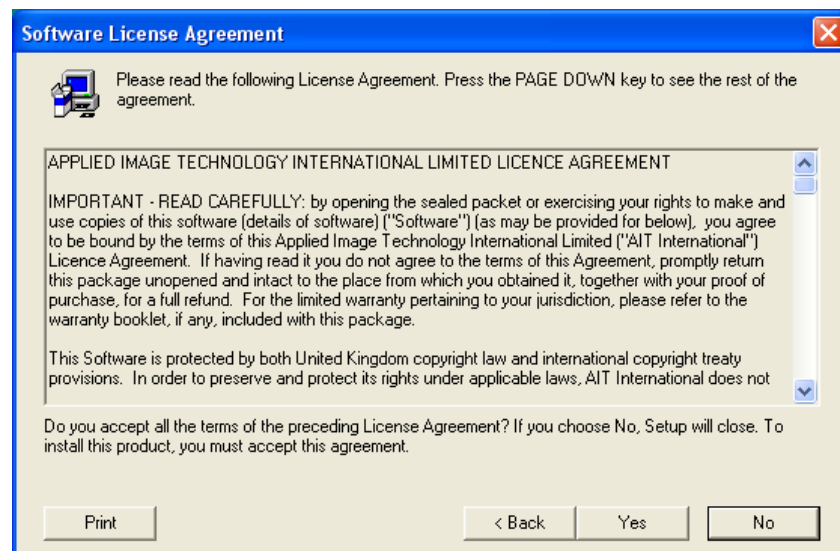 Software License Agreement
Please read the following License Agreement. Press the PAGE DOWN key to see the rest of the
agreement.
APPLIED IMAGE TECHNOLOGY INTERNATIONAL LIMITED LICENCE AGREEMENT
IMPORTANT - READ CAREFULLY: by opening the sealed packet or exercising your rights to make and
use copies of this software (details of software) ("Software") (as may be provided for below),  you agree
to be bound by the terms of this Applied Image Technology International Limited ("AIT International")
Licence Agreement.  If having read it you do not agree to the terms of this Agreement, promptly return
this package unopened and intact to the place from which you obtained it, together with your proof of
purchase, for a full refund.  For the limited warranty pertaining to your jurisdiction, please refer to the
warranty booklet, if any, included with this package.
This Software is protected by both United Kingdom copyright law and international copyright treaty
provisions.  In order to preserve and protect its rights under applicable laws, AIT International does not
Do you accept all the terms of the preceding License Agreement? If you choose No, Setup will close. To
install this product, you must accept this agreement.
Print
< Back
Yes
No